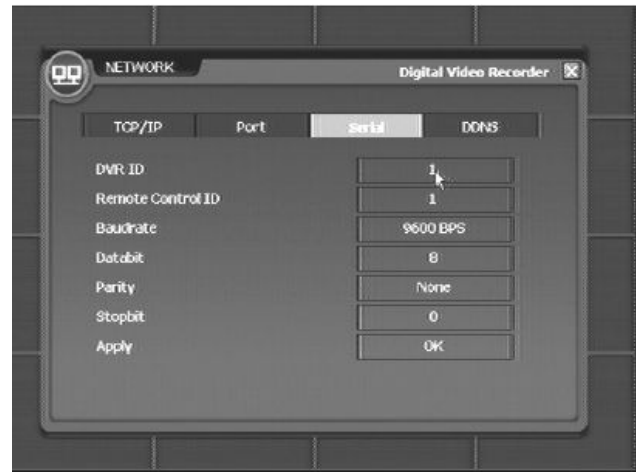 NETWORK Digital Video Recorder X
TCP/IP Port Serial DDNS
DVR ID 1
Remote Control ID 1
Baudrate 9600 BPS
Databit 8
Parity None
Stopbit 0
Apply OK